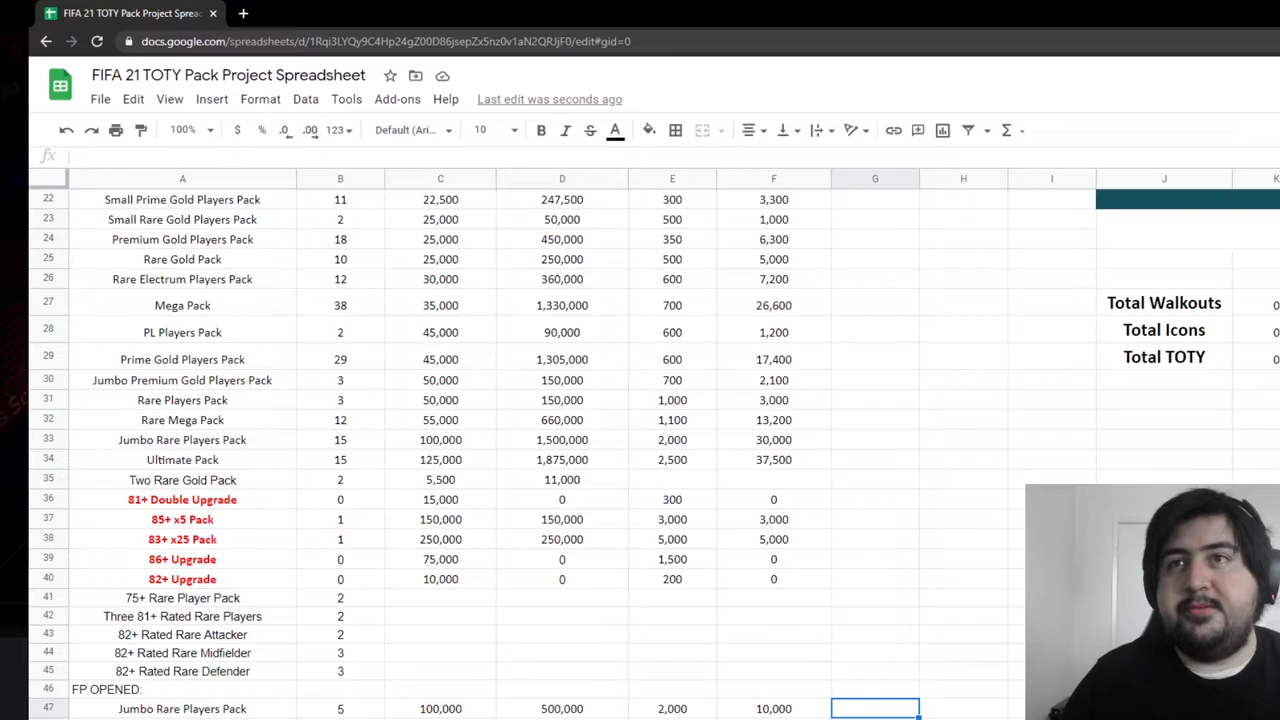 FIFA 21 TOTY Pack Project Sprea
docs.google.com/spreadsheets/d/1Rqi3LYQy9C4Hp24gZ00D86jsepZx5nz0v1aN2QRJjF0/edit#gid=0
FIFA 21 TOTY Pack Project Spreadsheet
File Edit View Insert Format Data Tools Add-ons Help Last edit was seconds ago
100% $ % .0 .00 123 Default (Ari... 10 B I S A
fx
A B C D E F G H I J K
22 Small Prime Gold Players Pack 11 22,500 247,500 300 3,300
23 Small Rare Gold Players Pack 2 25,000 50,000 500 1,000
24 Premium Gold Players Pack 18 25,000 450,000 350 6,300
25 Rare Gold Pack 10 25,000 250,000 500 5,000
26 Rare Electrum Players Pack 12 30,000 360,000 600 7,200
27 Mega Pack 38 35,000 1,330,000 700 26,600 Total Walkouts 0
28 PL Players Pack 2 45,000 90,000 600 1,200 Total Icons 0
29 Prime Gold Players Pack 29 45,000 1,305,000 600 17,400 Total TOTY 0
30 Jumbo Premium Gold Players Pack 3 50,000 150,000 700 2,100
31 Rare Players Pack 3 50,000 150,000 1,000 3,000
32 Rare Mega Pack 12 55,000 660,000 1,100 13,200
33 Jumbo Rare Players Pack 15 100,000 1,500,000 2,000 30,000
34 Ultimate Pack 15 125,000 1,875,000 2,500 37,500
35 Two Rare Gold Pack 2 5,500 11,000
36 81+ Double Upgrade 0 15,000 0 300 0
37 85+ x5 Pack 1 150,000 150,000 3,000 3,000
38 83+ x25 Pack 1 250,000 250,000 5,000 5,000
39 86+ Upgrade 0 75,000 0 1,500 0
40 82+ Upgrade 0 10,000 0 200 0
41 75+ Rare Player Pack 2
42 Three 81+ Rated Rare Players 2
43 82+ Rated Rare Attacker 2
44 82+ Rated Rare Midfielder 3
45 82+ Rated Rare Defender 3
46 FP OPENED:
47 Jumbo Rare Players Pack 5 100,000 500,000 2,000 10,000